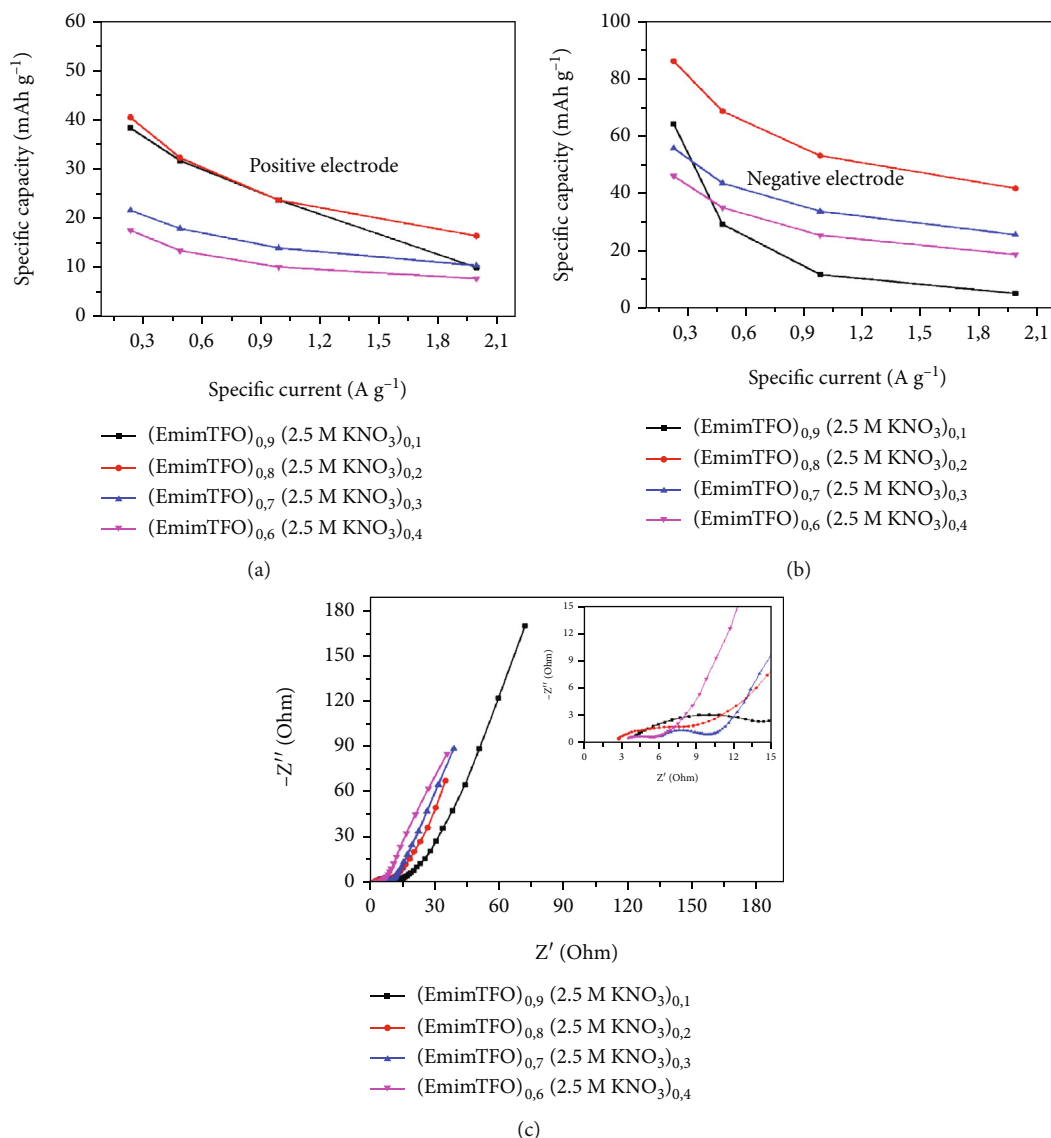 60
50
40
30
20
10
0
Specific capacity (mAh g⁻¹)
Positive electrode
0,3 0,6 0,9 1,2 1,5 1,8 2,1
Specific current (A g⁻¹)
(EmimTFO)₀,₉ (2.5 M KNO₃)₀,₁
(EmimTFO)₀,₈ (2.5 M KNO₃)₀,₂
(EmimTFO)₀,₇ (2.5 M KNO₃)₀,₃
(EmimTFO)₀,₆ (2.5 M KNO₃)₀,₄
(a)
100
80
60
40
20
0
Specific capacity (mAh g⁻¹)
Negative electrode
0,3 0,6 0,9 1,2 1,5 1,8 2,1
Specific current (A g⁻¹)
(EmimTFO)₀,₉ (2.5 M KNO₃)₀,₁
(EmimTFO)₀,₈ (2.5 M KNO₃)₀,₂
(EmimTFO)₀,₇ (2.5 M KNO₃)₀,₃
(EmimTFO)₀,₆ (2.5 M KNO₃)₀,₄
(b)
180
150
120
90
60
30
0
−Z′′ (Ohm)
0 30 60 90 120 150 180
Z′ (Ohm)
15
12
9
6
3
0
−Z′′ (Ohm)
0 3 6 9 12 15
Z′ (Ohm)
(EmimTFO)₀,₉ (2.5 M KNO₃)₀,₁
(EmimTFO)₀,₈ (2.5 M KNO₃)₀,₂
(EmimTFO)₀,₇ (2.5 M KNO₃)₀,₃
(EmimTFO)₀,₆ (2.5 M KNO₃)₀,₄
(c)